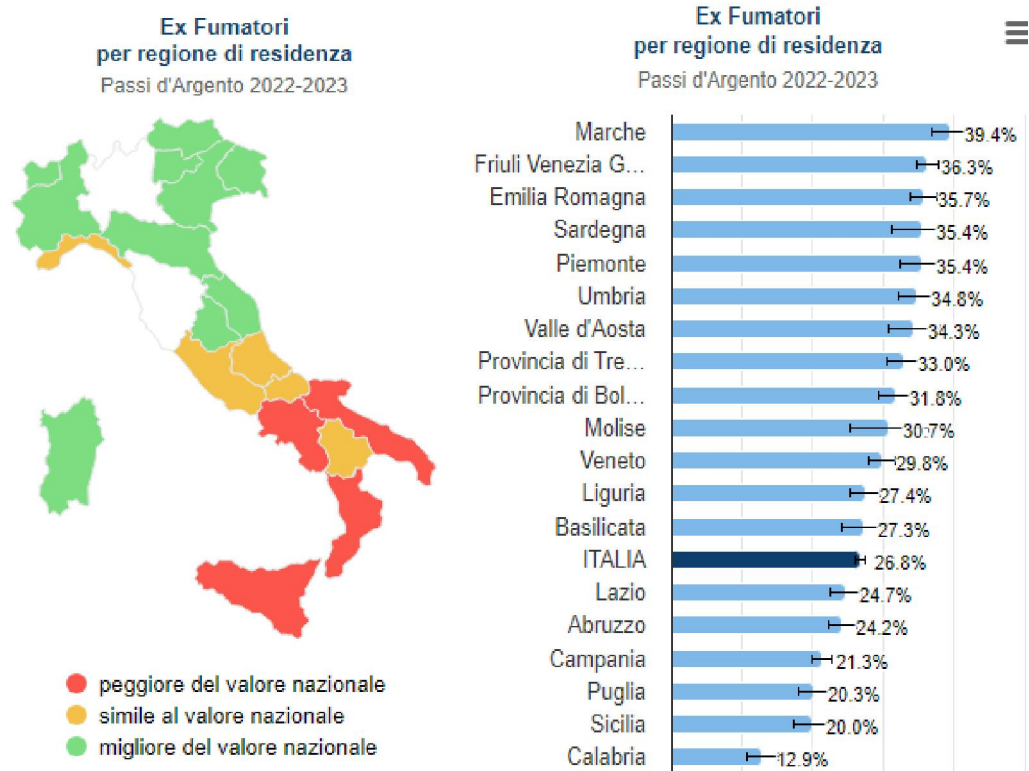 Ex Fumatori
per regione di residenza
Passi d'Argento 2022-2023
peggiore del valore nazionale
simile al valore nazionale
migliore del valore nazionale
Ex Fumatori
per regione di residenza
Passi d'Argento 2022-2023
Marche 39.4%
Friuli Venezia G... 36.3%
Emilia Romagna 35.7%
Sardegna 35.4%
Piemonte 35.4%
Umbria 34.8%
Valle d'Aosta 34.3%
Provincia di Tre... 33.0%
Provincia di Bol... 31.8%
Molise 30.7%
Veneto 29.8%
Liguria 27.4%
Basilicata 27.3%
ITALIA 26.8%
Lazio 24.7%
Abruzzo 24.2%
Campania 21.3%
Puglia 20.3%
Sicilia 20.0%
Calabria 12.9%